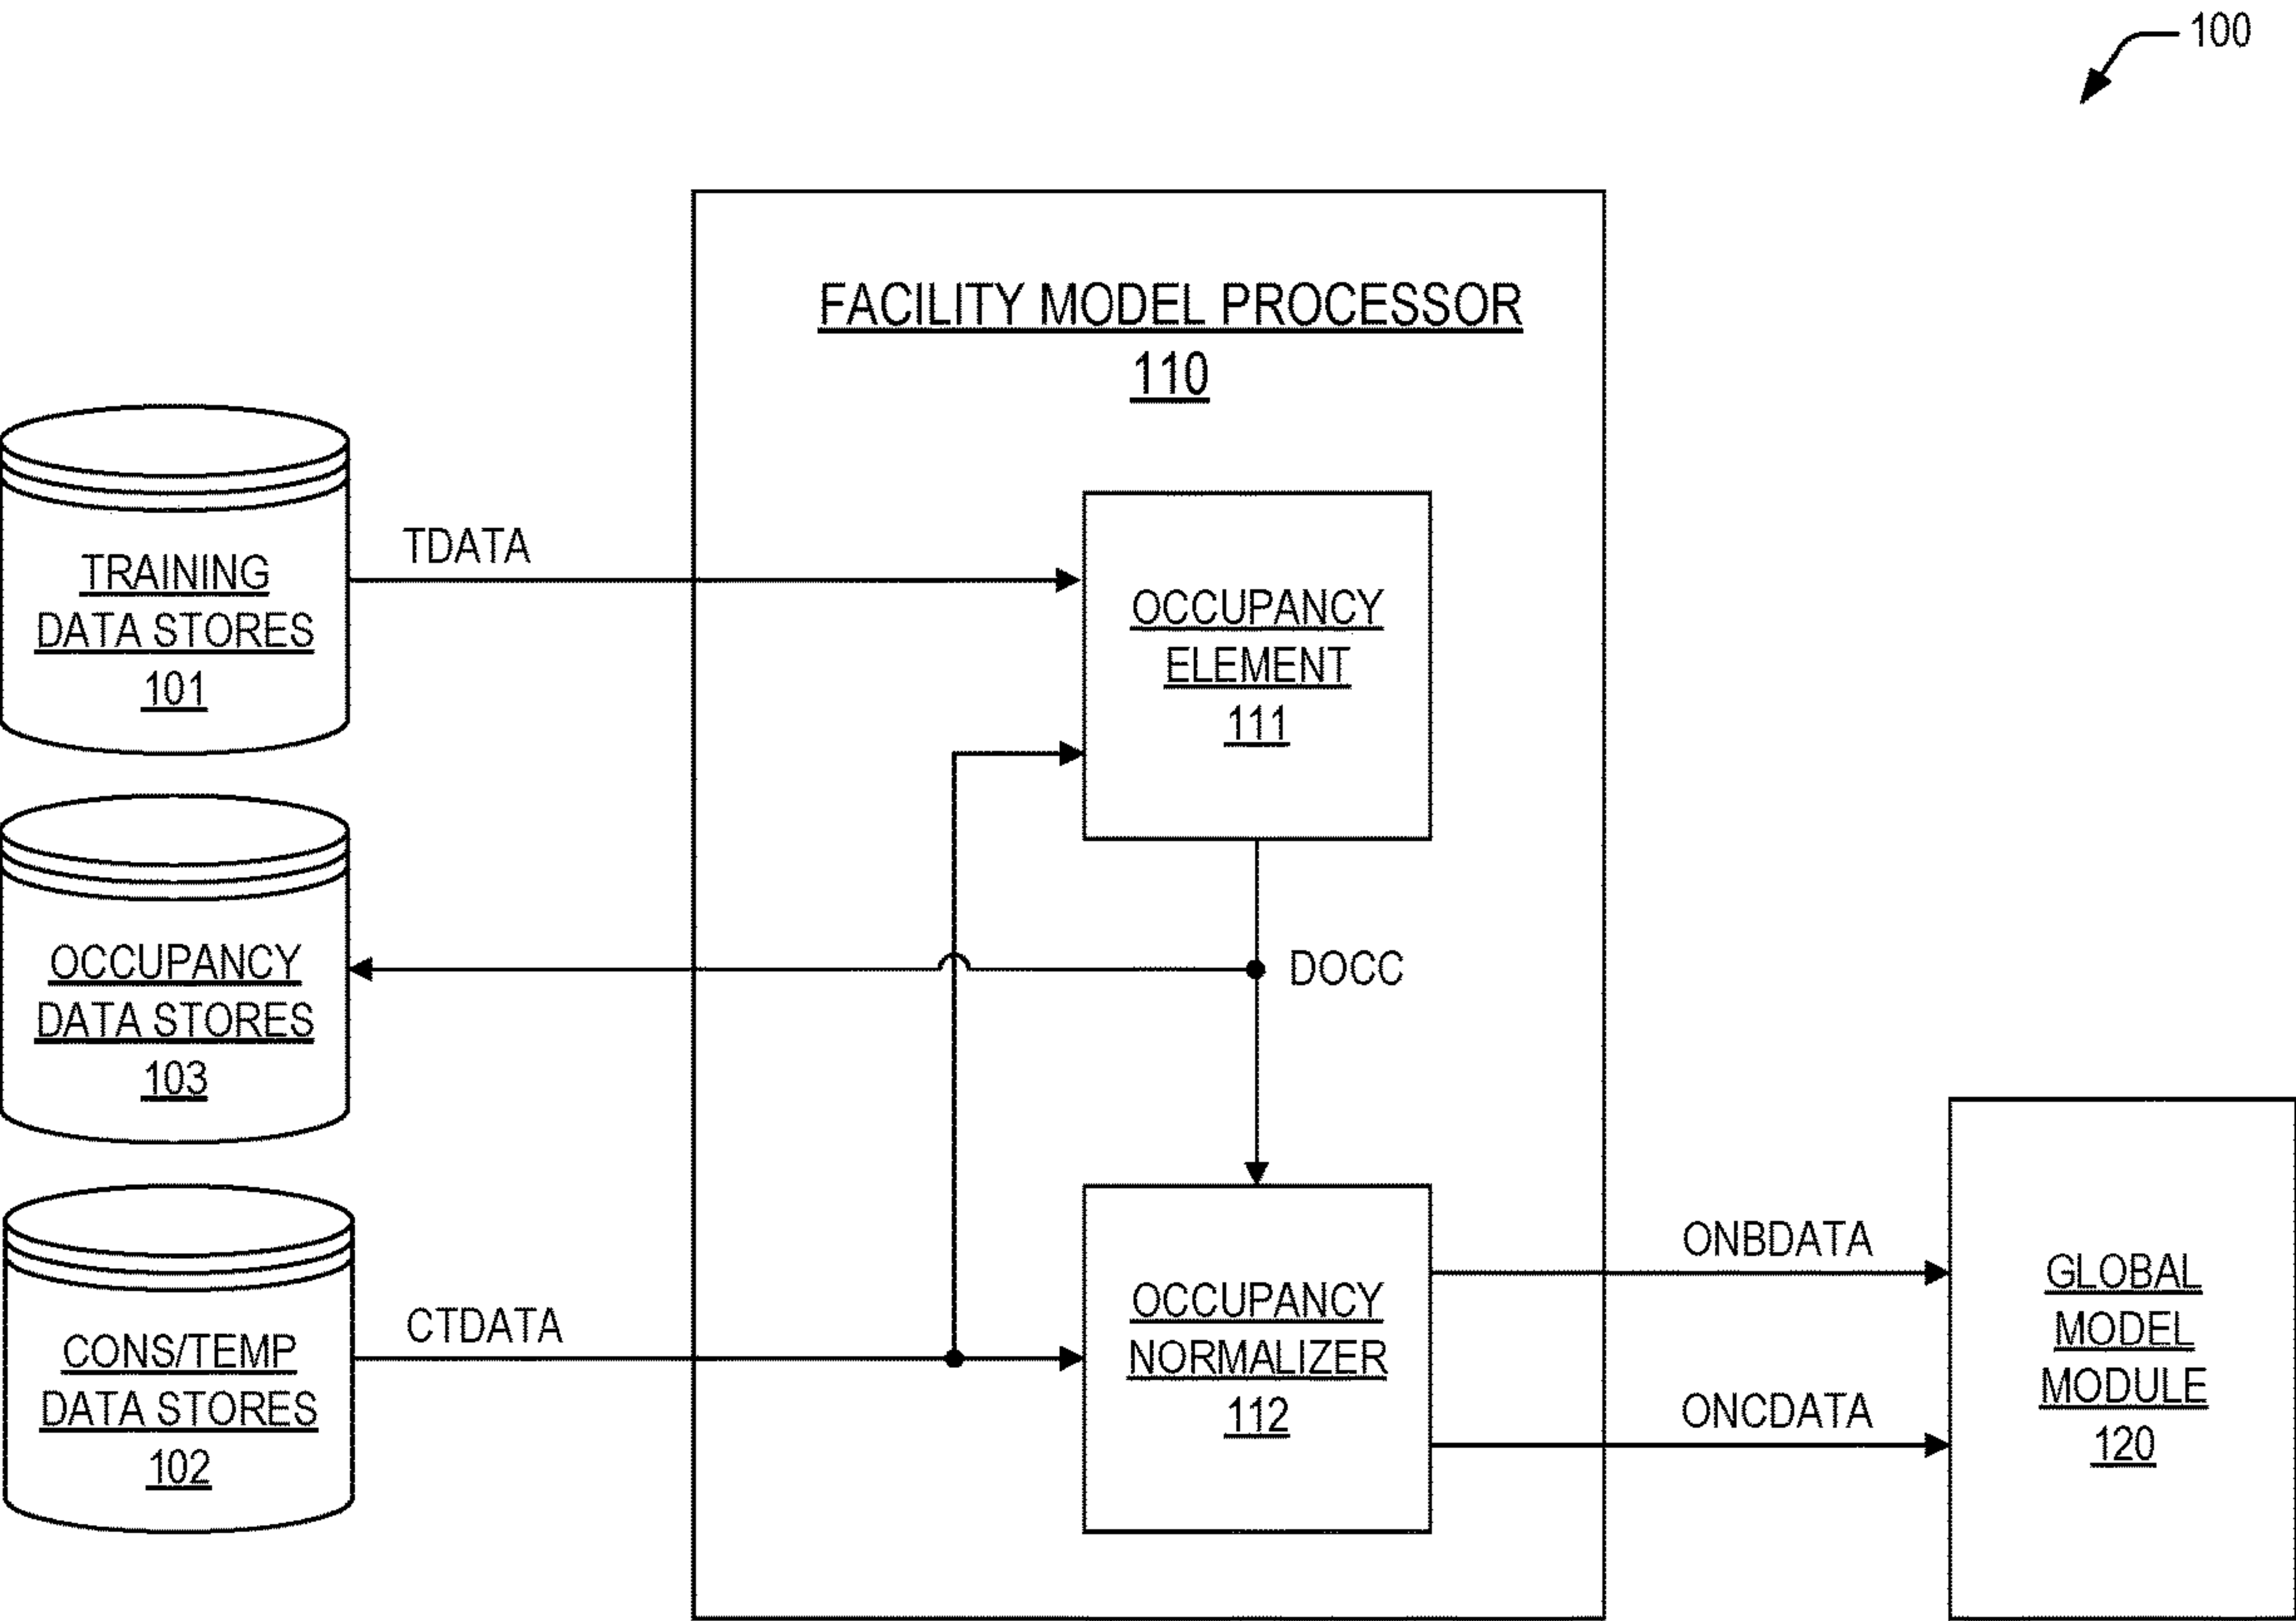 100
FACILITY MODEL PROCESSOR
110
TRAINING
DATA STORES
101
TDATA
OCCUPANCY
ELEMENT
111
OCCUPANCY
DATA STORES
103
DOCC
CONS/TEMP
DATA STORES
102
CTDATA
OCCUPANCY
NORMALIZER
112
ONBDATA
ONCDATA
GLOBAL
MODEL
MODULE
120